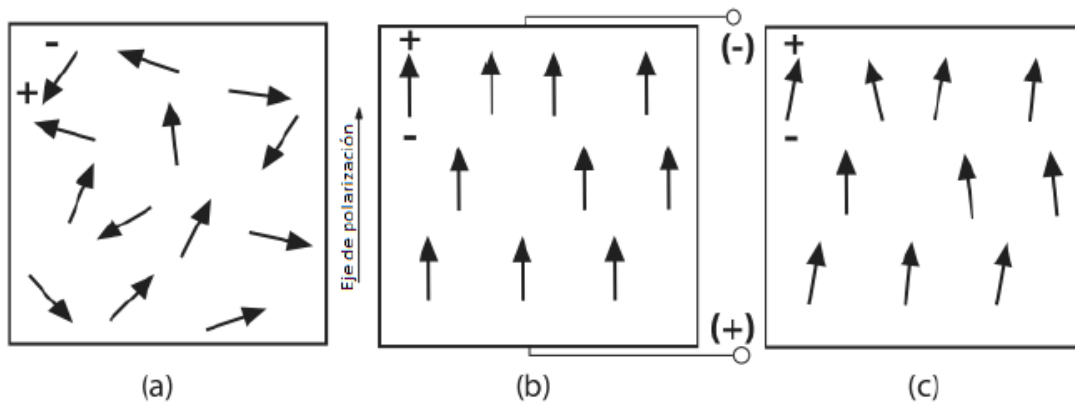 -
+
Eje de polarización
+
-
(-)
(+)
+
-
(a)
(b)
(c)